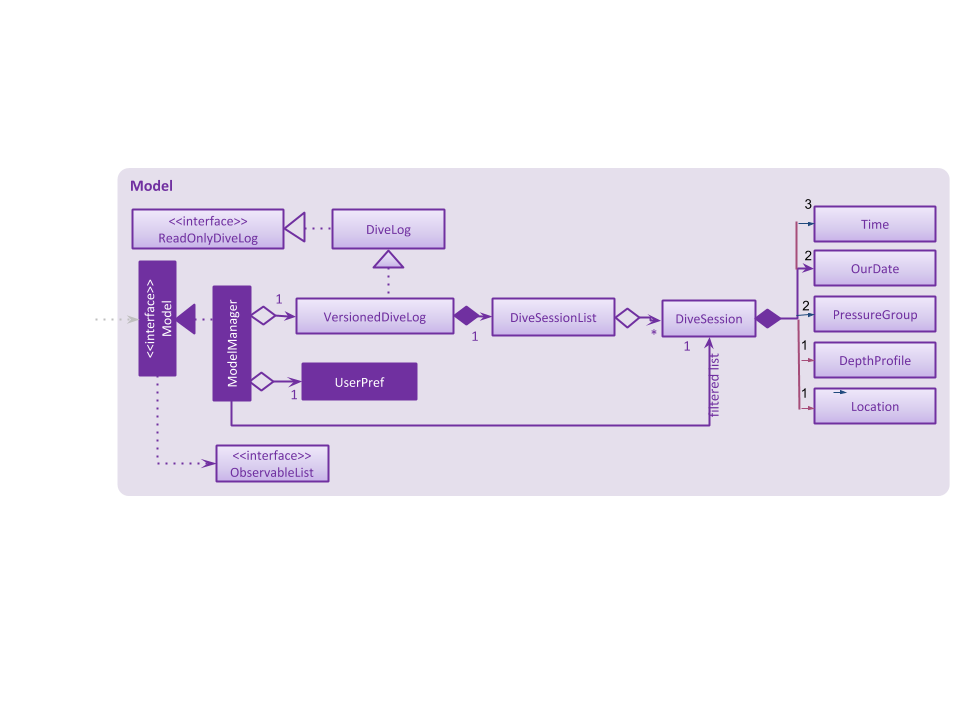 Model
<<interface>>
ReadOnlyDiveLog
DiveLog
3
Time
2
OurDate
<<interface>>
Model
ModelManager
1
VersionedDiveLog
1
DiveSessionList
*
DiveSession
1
2
PressureGroup
1
DepthProfile
UserPref
1
filtered list
1
Location
<<interface>>
ObservableList